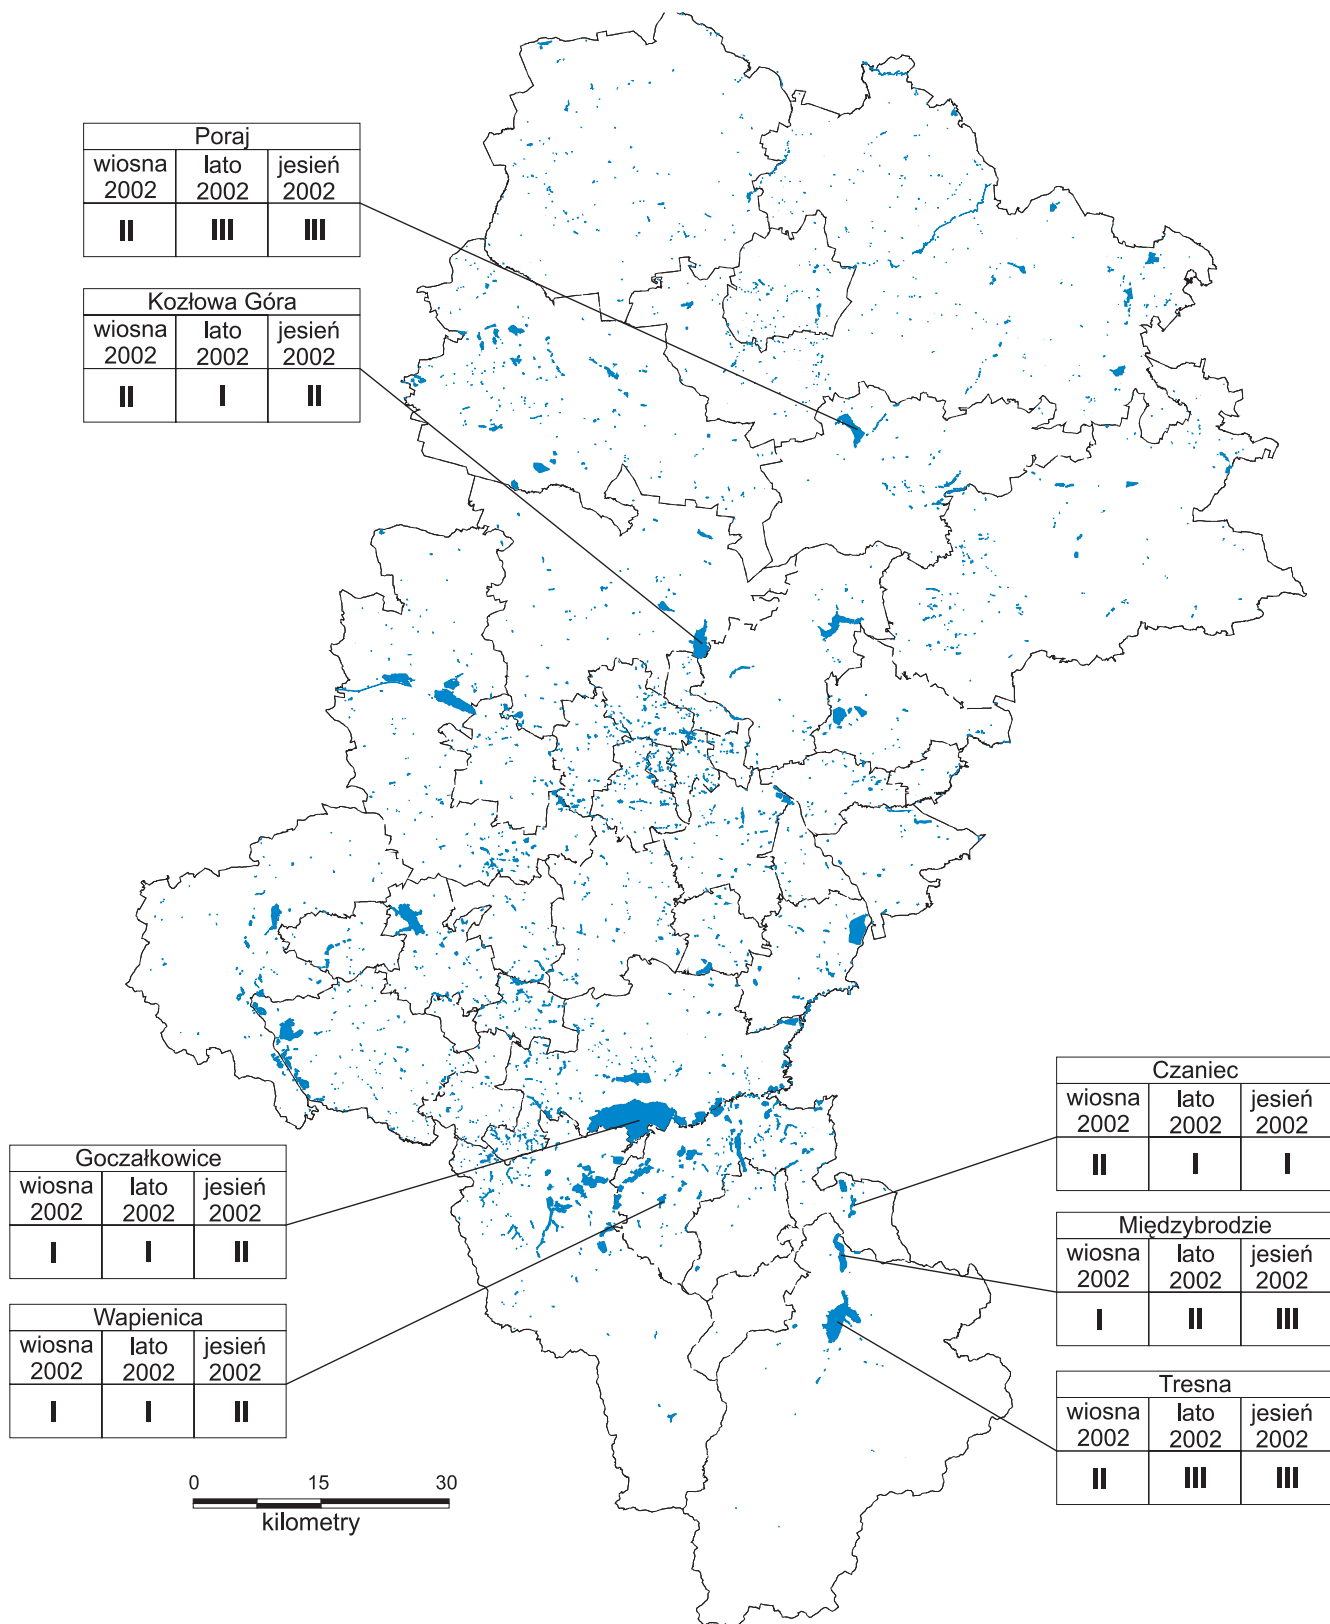 Poraj
wiosna 2002 lato 2002 jesień 2002
II III III
Kozłowa Góra
wiosna 2002 lato 2002 jesień 2002
II I II
Czaniec
wiosna 2002 lato 2002 jesień 2002
II I I
Goczałkowice
wiosna 2002 lato 2002 jesień 2002
I I II
Międzybrodzie
wiosna 2002 lato 2002 jesień 2002
I II III
Wapienica
wiosna 2002 lato 2002 jesień 2002
I I II
Tresna
wiosna 2002 lato 2002 jesień 2002
II III III
0 15 30
kilometry